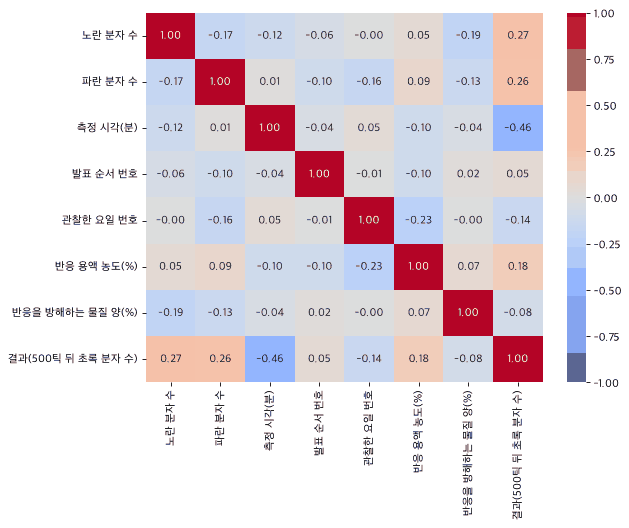 노란 분자 수 1.00 -0.17 -0.12 -0.06 -0.00 0.05 -0.19 0.27
파란 분자 수 -0.17 1.00 0.01 -0.10 -0.16 0.09 -0.13 0.26
측정 시각(분) -0.12 0.01 1.00 -0.04 0.05 -0.10 -0.04 -0.46
발표 순서 번호 -0.06 -0.10 -0.04 1.00 -0.01 -0.10 0.02 0.05
관찰한 요일 번호 -0.00 -0.16 0.05 -0.01 1.00 -0.23 -0.00 -0.14
반응 용액 농도(%) 0.05 0.09 -0.10 -0.10 -0.23 1.00 0.07 0.18
반응을 방해하는 물질 양(%) -0.19 -0.13 -0.04 0.02 -0.00 0.07 1.00 -0.08
결과(500틱 뒤 초록 분자 수) 0.27 0.26 -0.46 0.05 -0.14 0.18 -0.08 1.00
노란 분자 수
파란 분자 수
측정 시각(분)
발표 순서 번호
관찰한 요일 번호
반응 용액 농도(%)
반응을 방해하는 물질 양(%)
결과(500틱 뒤 초록 분자 수)
1.00
0.75
0.50
0.25
0.00
-0.25
-0.50
-0.75
-1.00